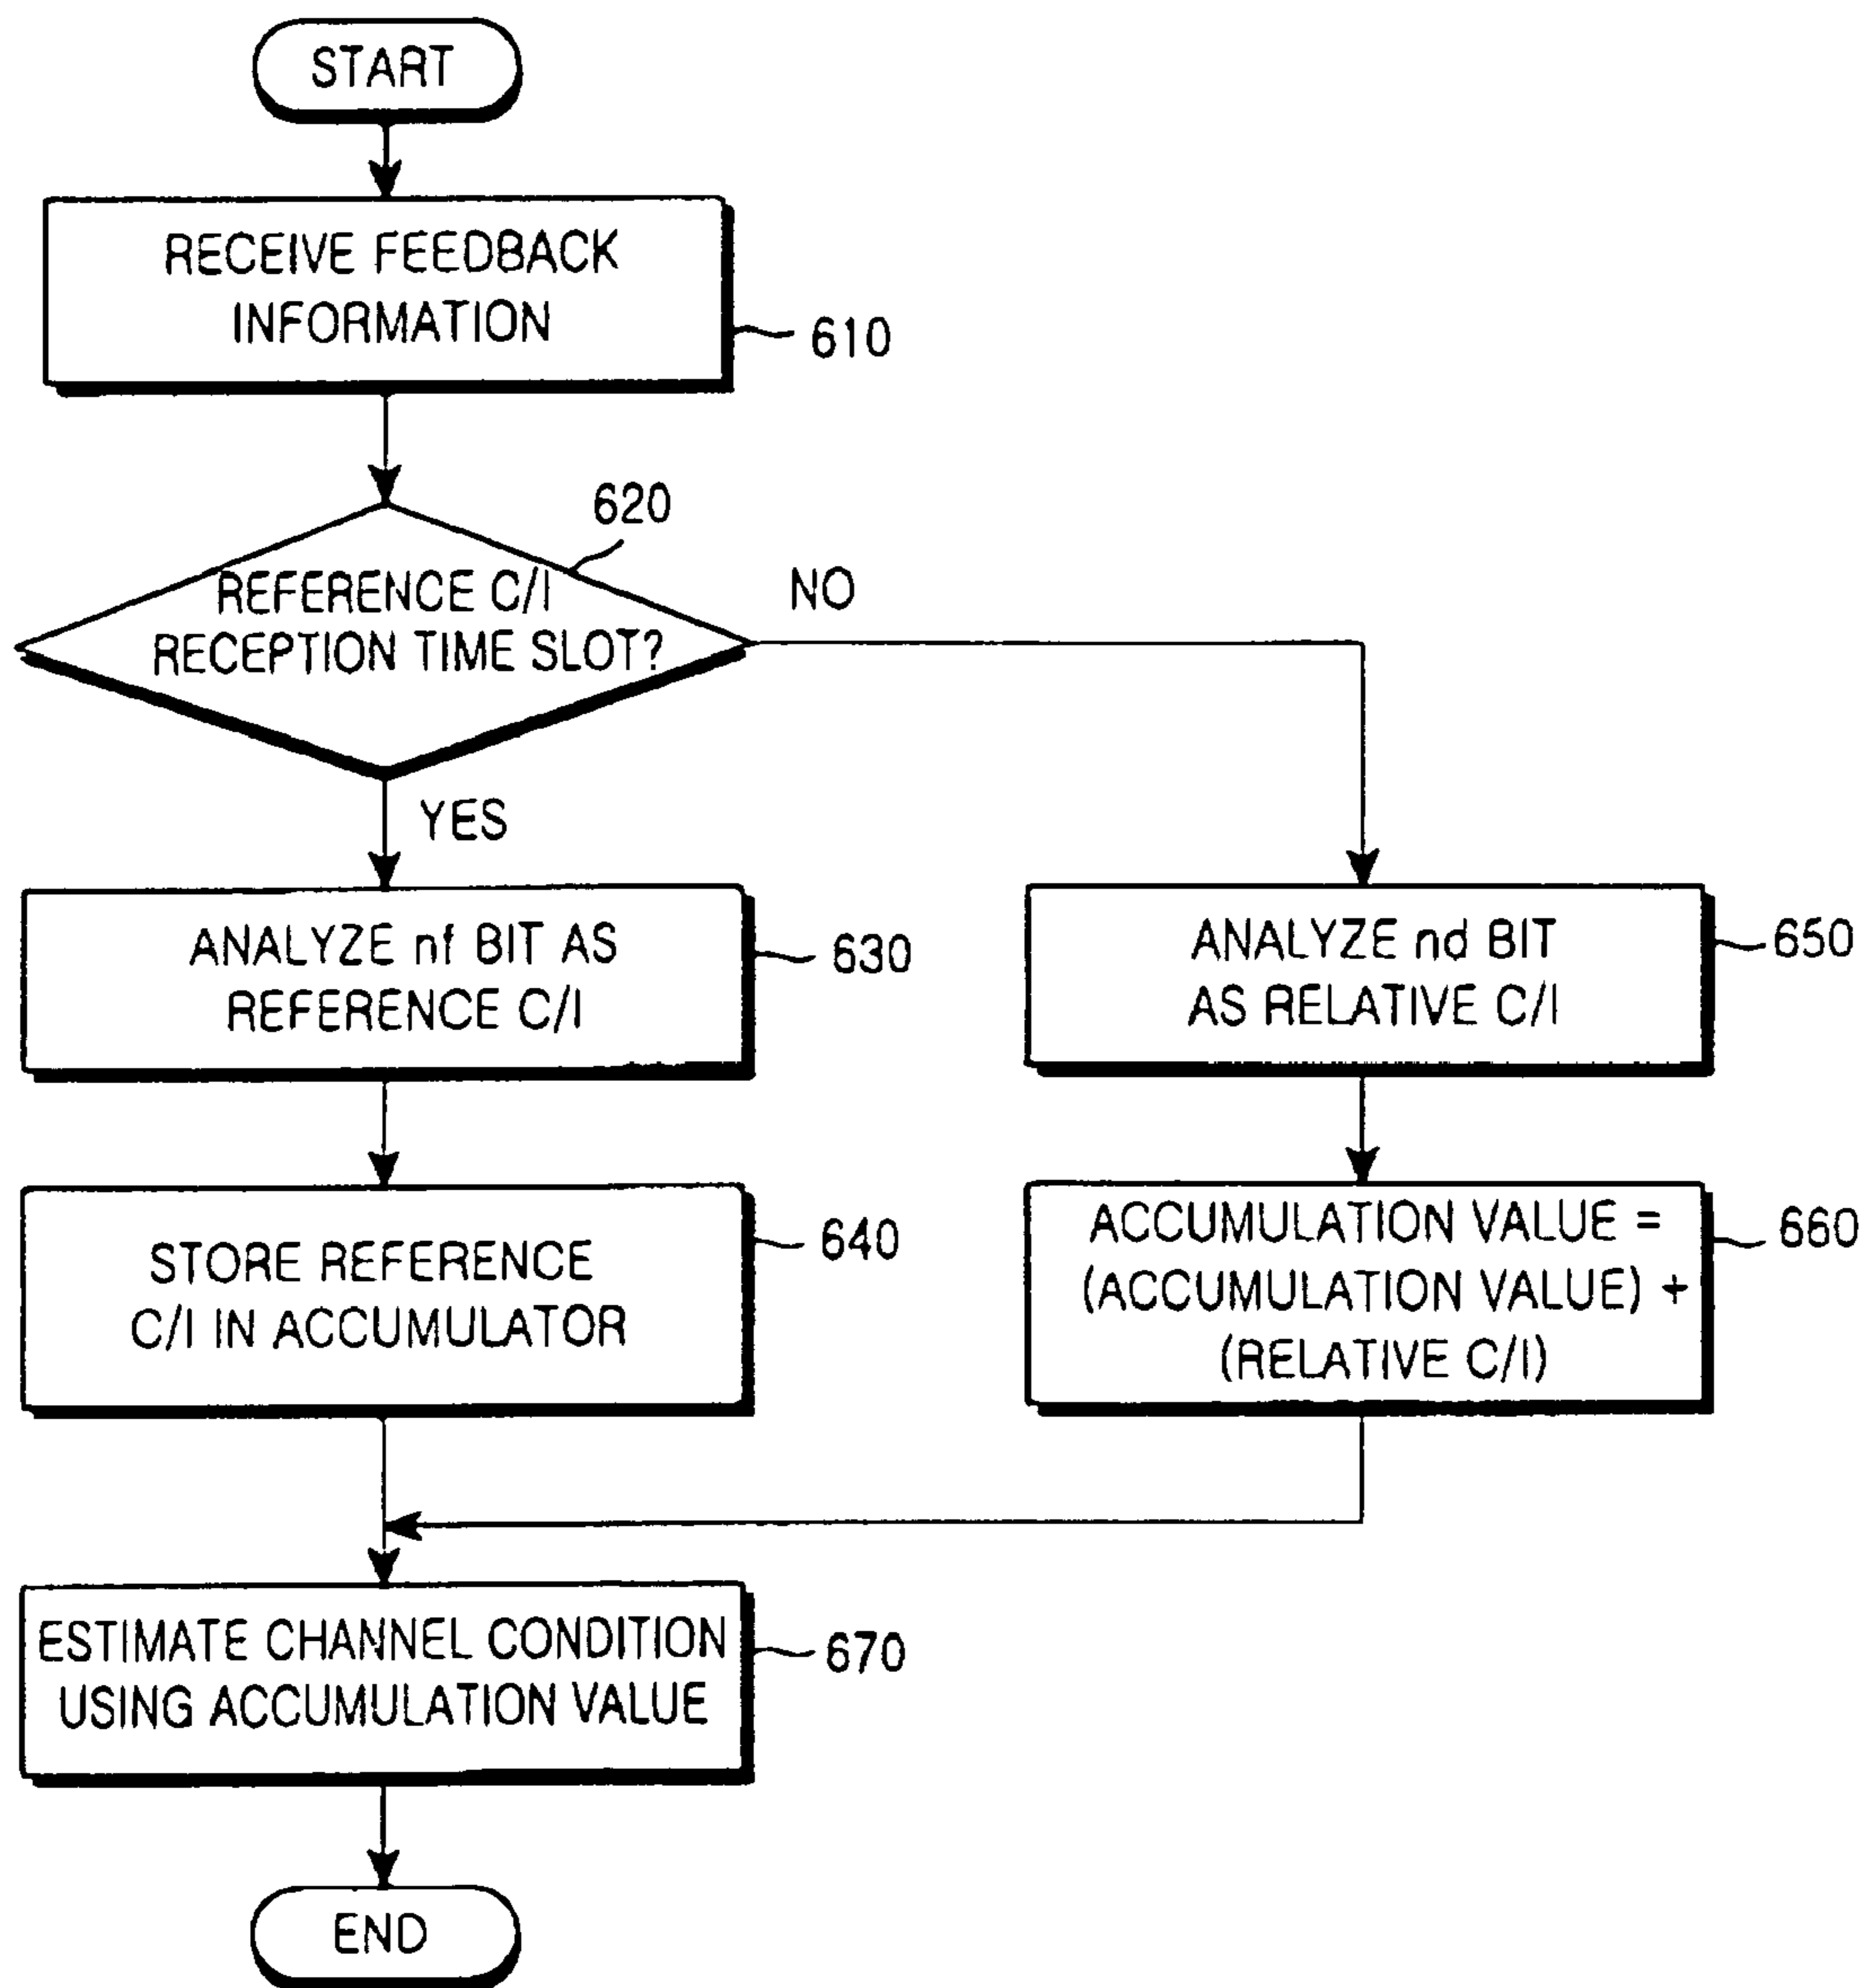 START
RECEIVE FEEDBACK
INFORMATION
610
620
REFERENCE C/I
RECEPTION TIME SLOT?
NO
YES
ANALYZE nf BIT AS
REFERENCE C/I
630
ANALYZE nd BIT
AS RELATIVE C/I
650
STORE REFERENCE
C/I IN ACCUMULATOR
640
ACCUMULATION VALUE =
(ACCUMULATION VALUE) +
(RELATIVE C/I)
660
ESTIMATE CHANNEL CONDITION
USING ACCUMULATION VALUE
670
END